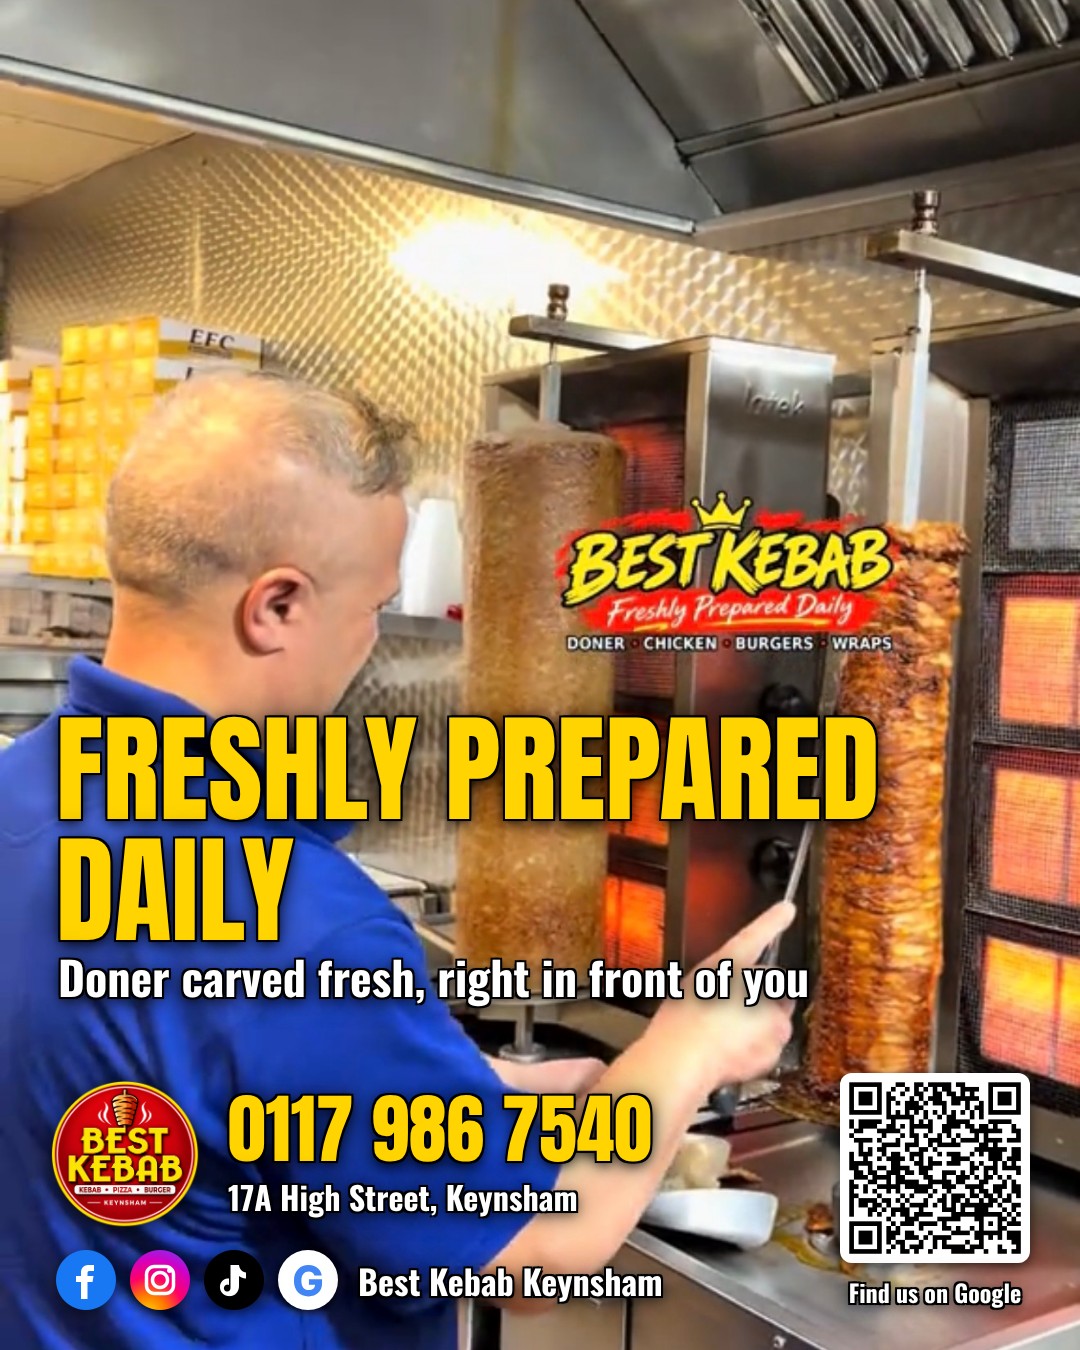 EFC
BEST KEBAB
Freshly Prepared Daily
DONER • CHICKEN • BURGERS • WRAPS
FRESHLY PREPARED
DAILY
Doner carved fresh, right in front of you
BEST
KEBAB
KEBAB • PIZZA • BURGER
KEYNSHAM
0117 986 7540
17A High Street, Keynsham
Best Kebab Keynsham
Find us on Google